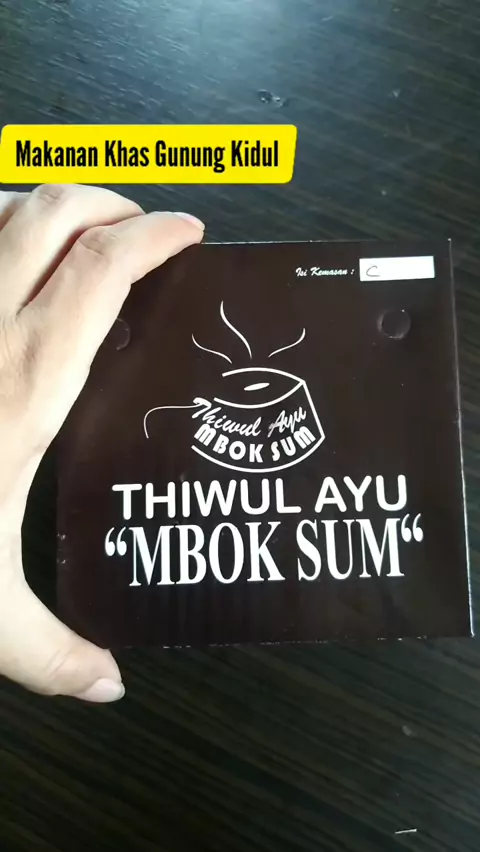 Makanan Khas Gunung Kidul
Isi Kemasan : C
Thiwul Ayu
MBOK SUM
THIWUL AYU
“MBOK SUM“